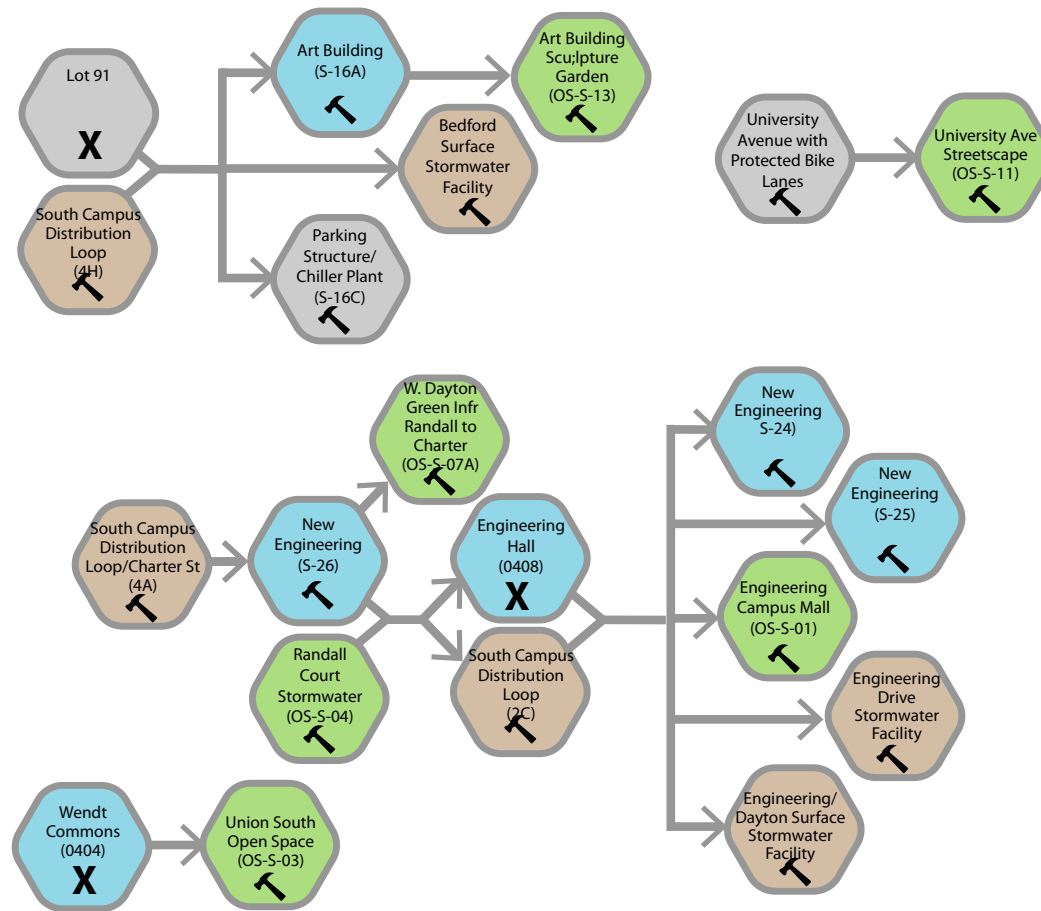 Lot 91
X
South Campus
Distribution
Loop
(4H)
Art Building
(S-16A)
Art Building
Scu;lpture
Garden
(OS-S-13)
Bedford
Surface
Stormwater
Facility
Parking
Structure/
Chiller Plant
(S-16C)
University
Avenue with
Protected Bike
Lanes
University Ave
Streetscape
(OS-S-11)
W. Dayton
Green Infr
Randall to
Charter
(OS-S-07A)
South Campus
Distribution
Loop/Charter St
(4A)
New
Engineering
(S-26)
Randall
Court
Stormwater
(OS-S-04)
Engineering
Hall
(0408)
X
South Campus
Distribution
Loop
(2C)
New
Engineering
S-24)
New
Engineering
(S-25)
Engineering
Campus Mall
(OS-S-01)
Engineering
Drive
Stormwater
Facility
Engineering/
Dayton Surface
Stormwater
Facility
Wendt
Commons
(0404)
X
Union South
Open Space
(OS-S-03)